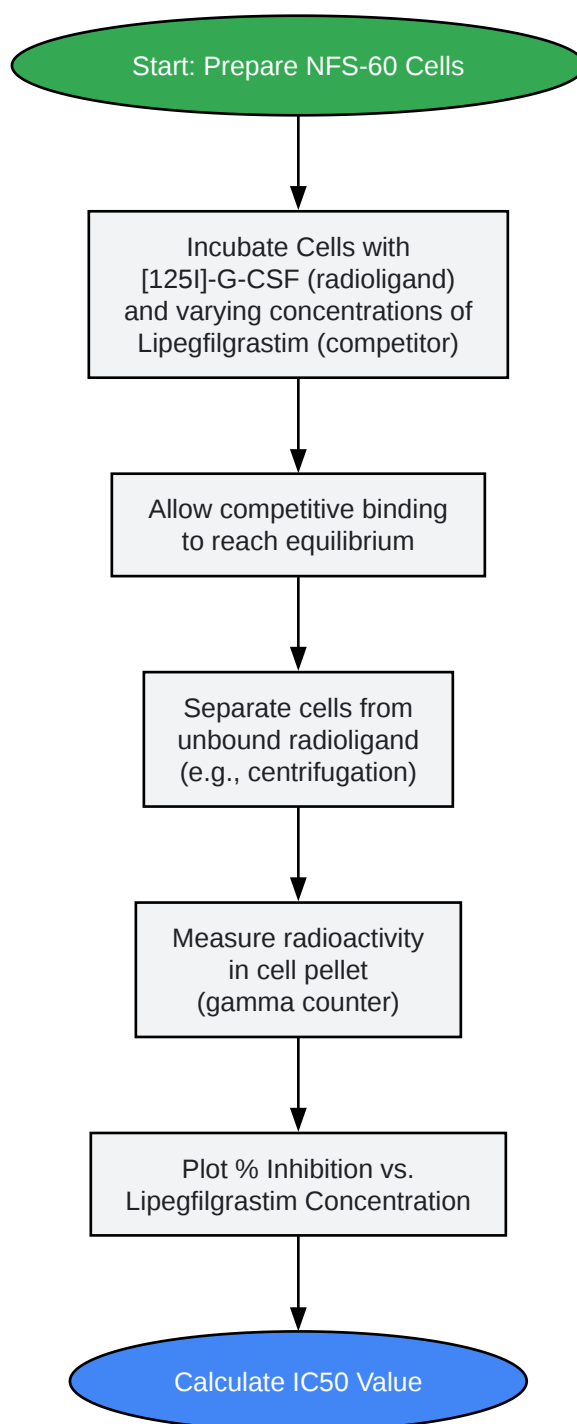 Start: Prepare NFS-60 Cells
Incubate Cells with
[125I]-G-CSF (radioligand)
and varying concentrations of
Lipegfilgrastim (competitor)
Allow competitive binding
to reach equilibrium
Separate cells from
unbound radioligand
(e.g., centrifugation)
Measure radioactivity
in cell pellet
(gamma counter)
Plot % Inhibition vs.
Lipegfilgrastim Concentration
Calculate IC50 Value